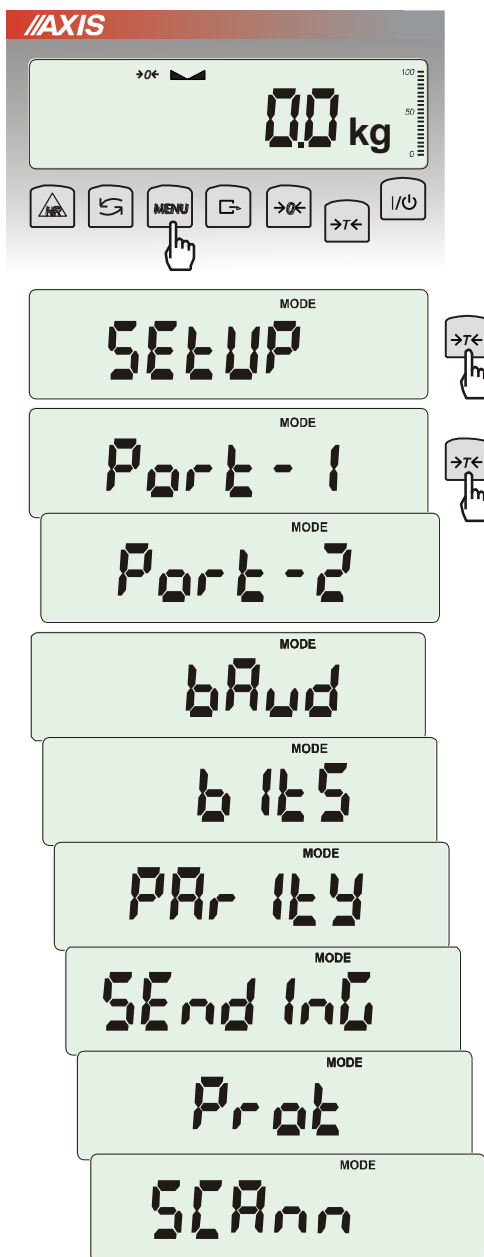 //AXIS
→0←
100
50
0
0.0 kg
HR MENU →0← →T← I/⏻
MODE
SEtUP
→T←
MODE
Port-1
→T←
MODE
Port-2
MODE
bAud
MODE
bItS
MODE
PArItY
MODE
SEndInG
MODE
Prot
MODE
SCAnn